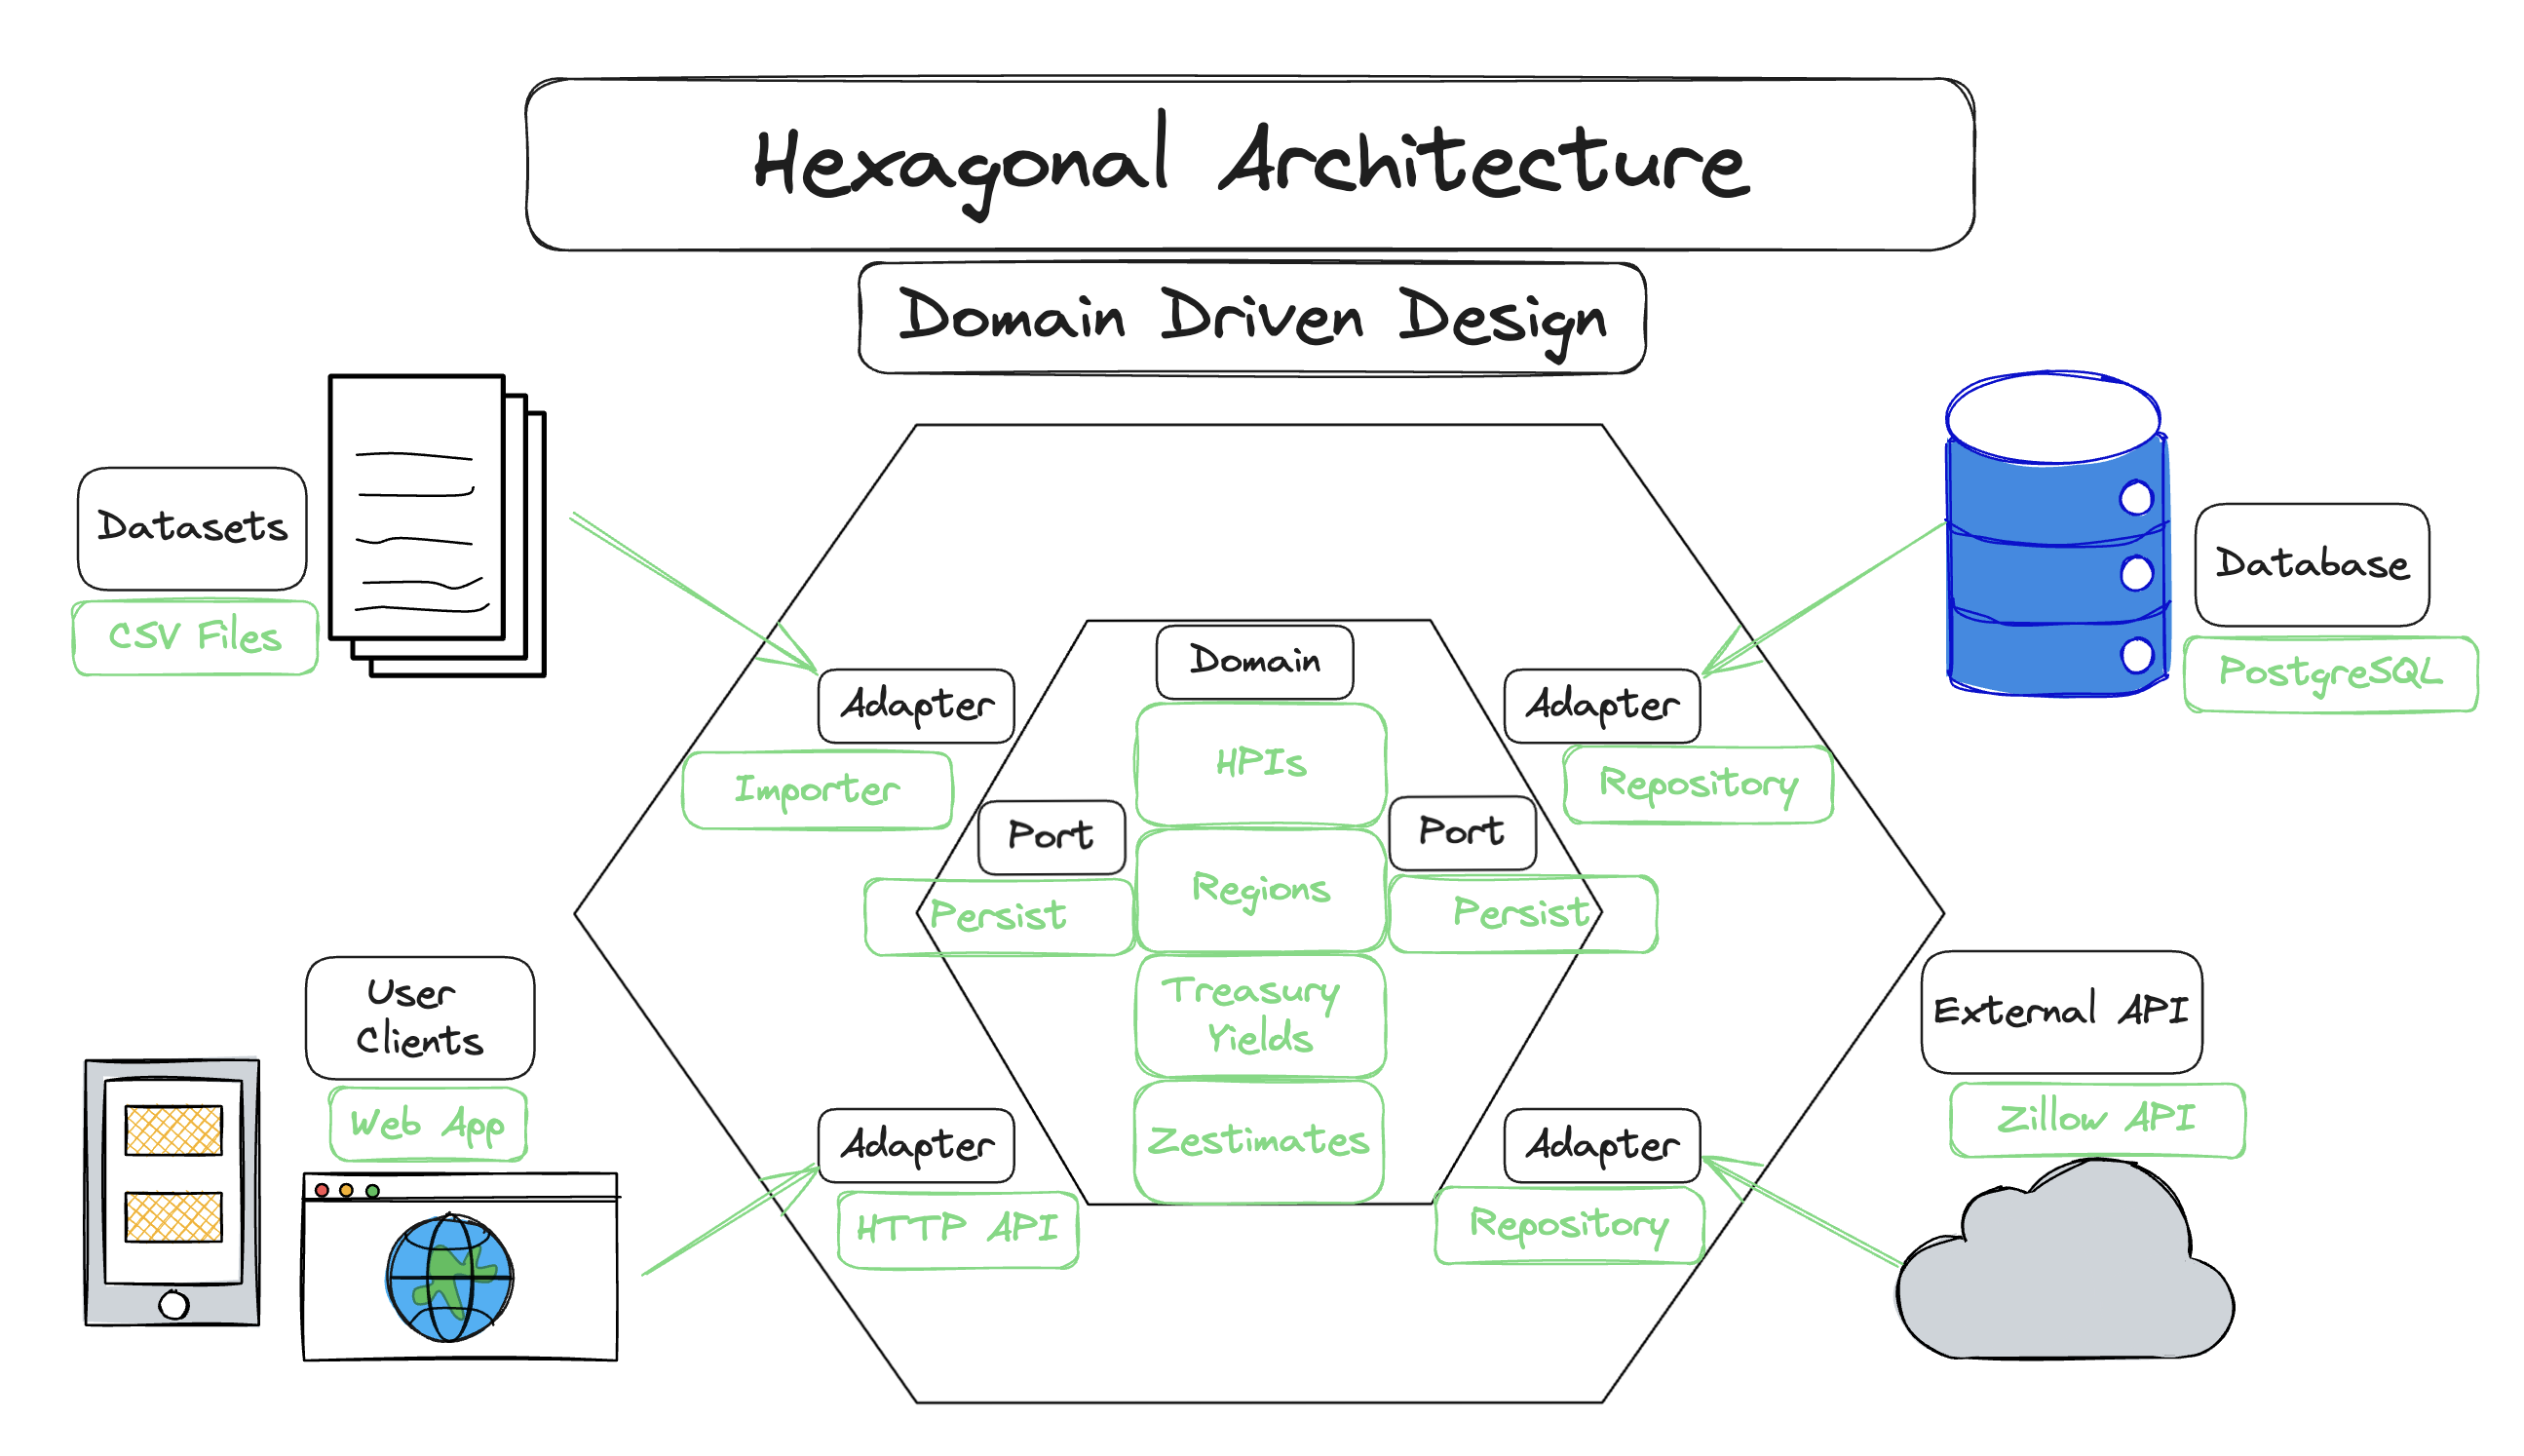 Hexagonal Architecture
Domain Driven Design
Datasets
CSV Files
Database
PostgreSQL
Domain
Adapter
Importer
Adapter
Repository
HPIs
Port
Persist
Port
Persist
Regions
Treasury
Yields
Zestimates
User
Clients
Web App
Adapter
HTTP API
Adapter
Repository
External API
Zillow API